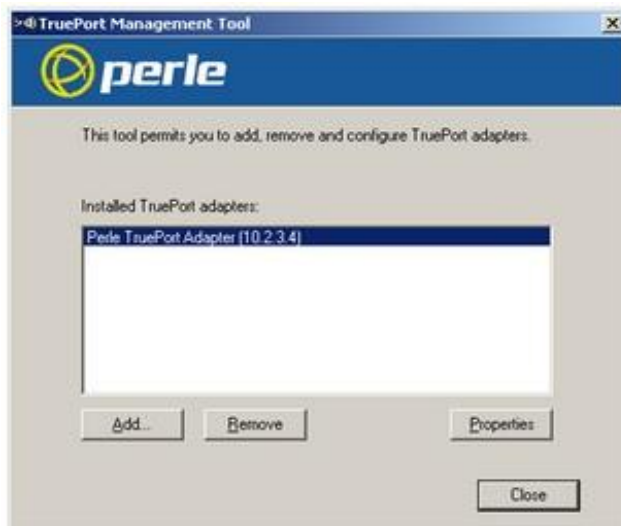 TruePort Management Tool
perle
This tool permits you to add, remove and configure TruePort adapters.
Installed TruePort adapters:
Perle TruePort Adapter (10.2.3.4)
Add...
Remove
Properties
Close